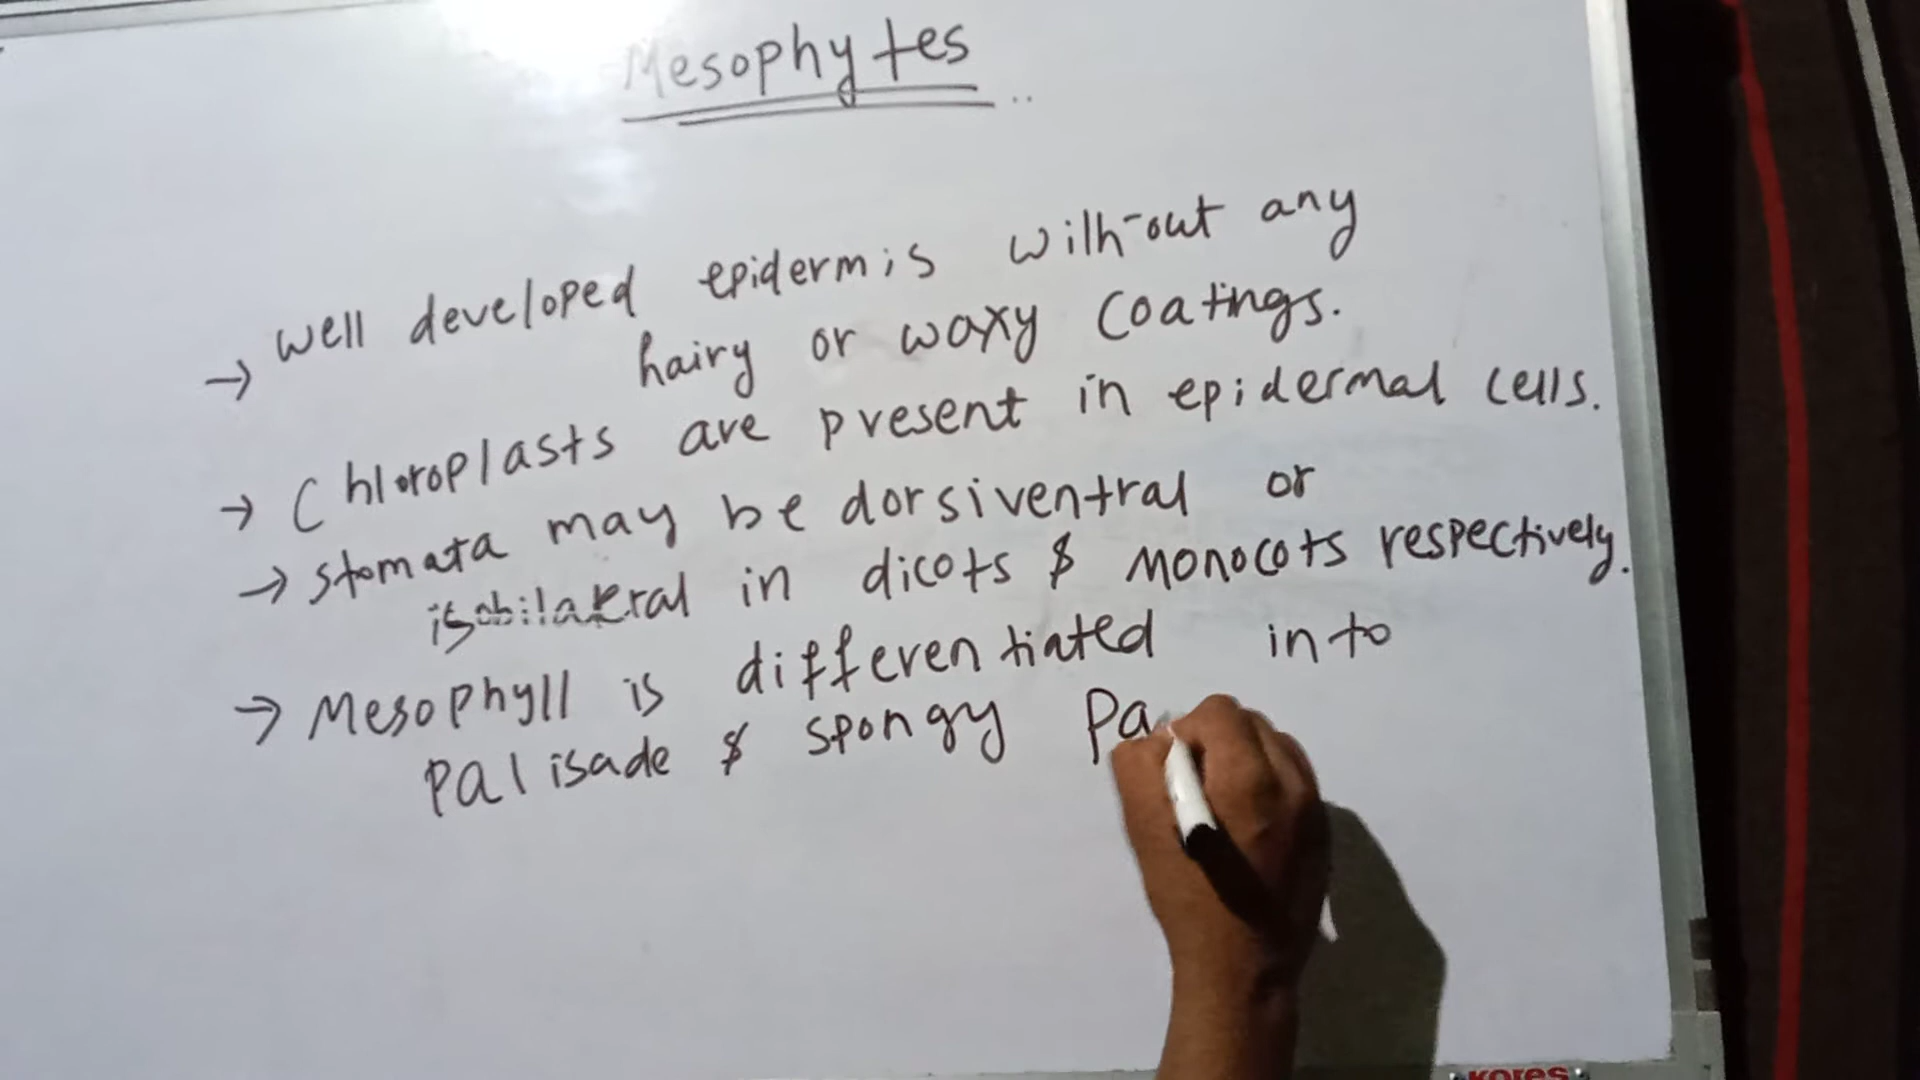 Mesophytes
→ Well developed epidermis with-out any
hairy or waxy coatings.
→ Chloroplasts are present in epidermal cells.
→ Stomata may be dorsiventral or
isobilateral in dicots & monocots respectively.
→ Mesophyll is differentiated into
palisade & spongy Pa
kores